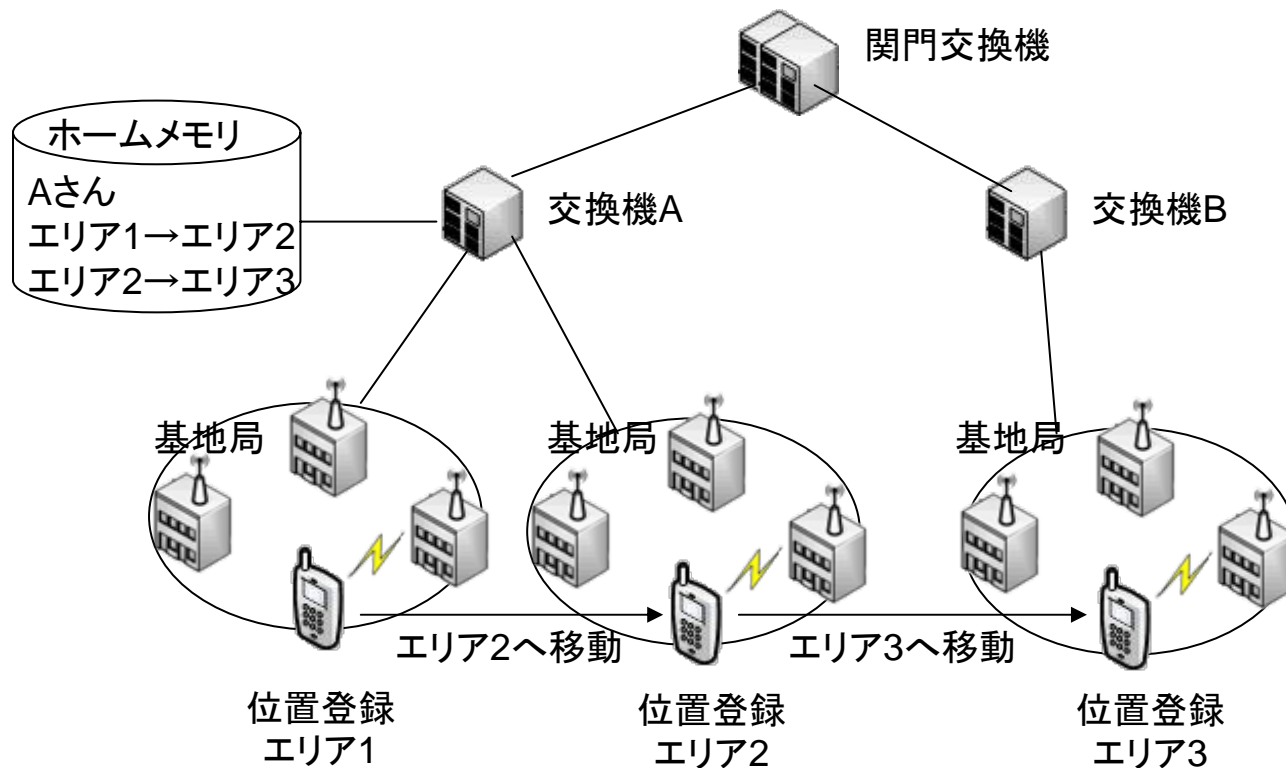 関門交換機
ホームメモリ
Aさん
エリア1→エリア2
エリア2→エリア3
交換機A
交換機B
基地局
基地局
基地局
エリア2へ移動
エリア3へ移動
位置登録
エリア1
位置登録
エリア2
位置登録
エリア3